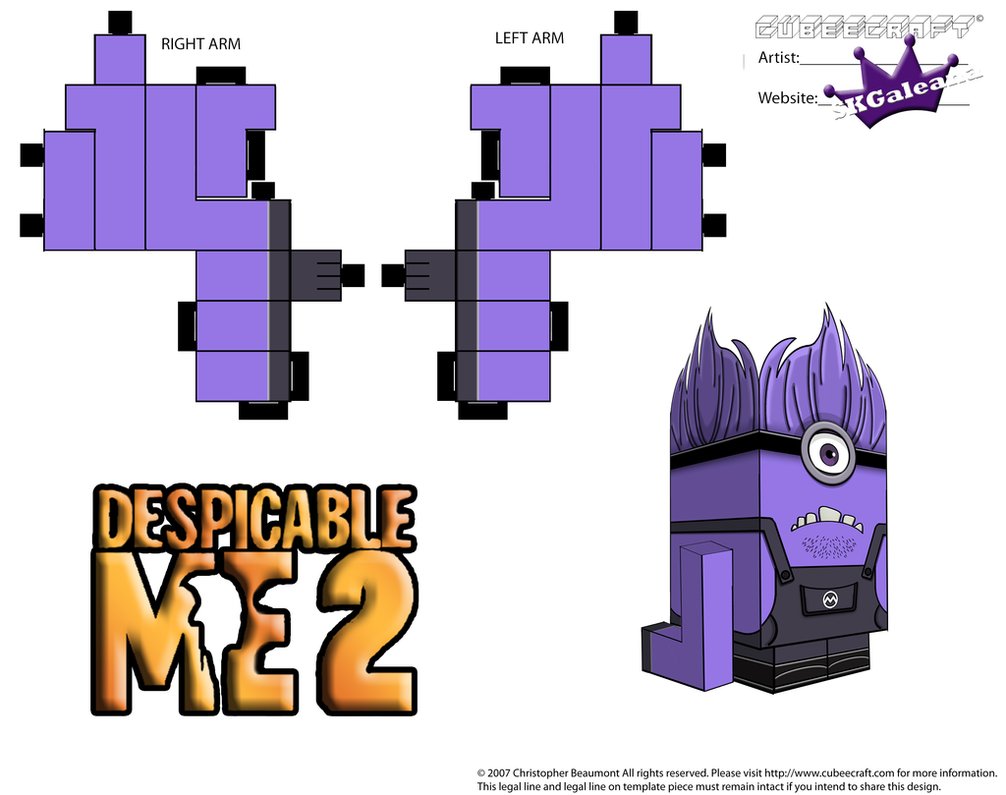 RIGHT ARM
LEFT ARM
CUBEECRAFT©
Artist:
Website:
SKGaleana
DESPICABLE
ME 2
© 2007 Christopher Beaumont All rights reserved. Please visit http://www.cubeecraft.com for more information.
This legal line and legal line on template piece must remain intact if you intend to share this design.